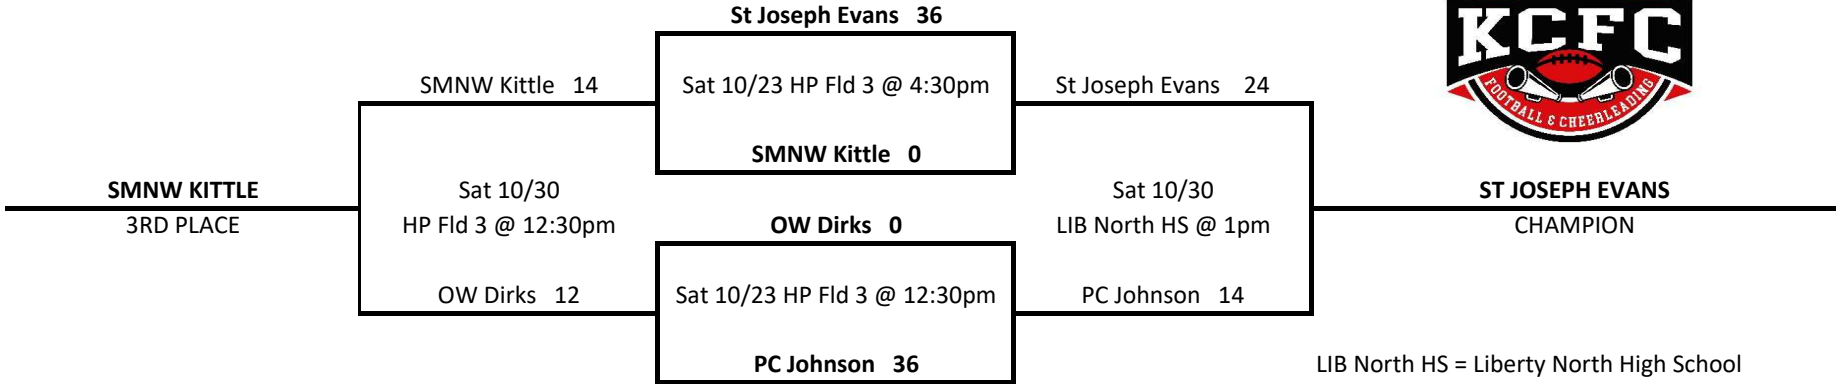 St Joseph Evans 36
KCFC
FOOTBALL & CHEERLEADING
SMNW Kittle 14
Sat 10/23 HP Fld 3 @ 4:30pm
St Joseph Evans 24
SMNW Kittle 0
SMNW KITTLE
3RD PLACE
Sat 10/30
HP Fld 3 @ 12:30pm
OW Dirks 0
Sat 10/30
LIB North HS @ 1pm
ST JOSEPH EVANS
CHAMPION
OW Dirks 12
Sat 10/23 HP Fld 3 @ 12:30pm
PC Johnson 14
PC Johnson 36
LIB North HS = Liberty North High School